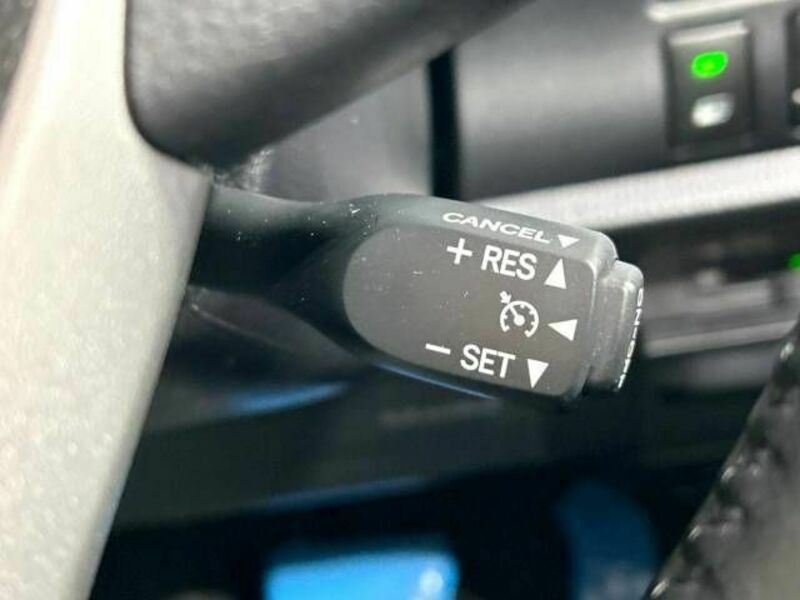 CANCEL▼
+ RES ▲
◀
− SET ▼